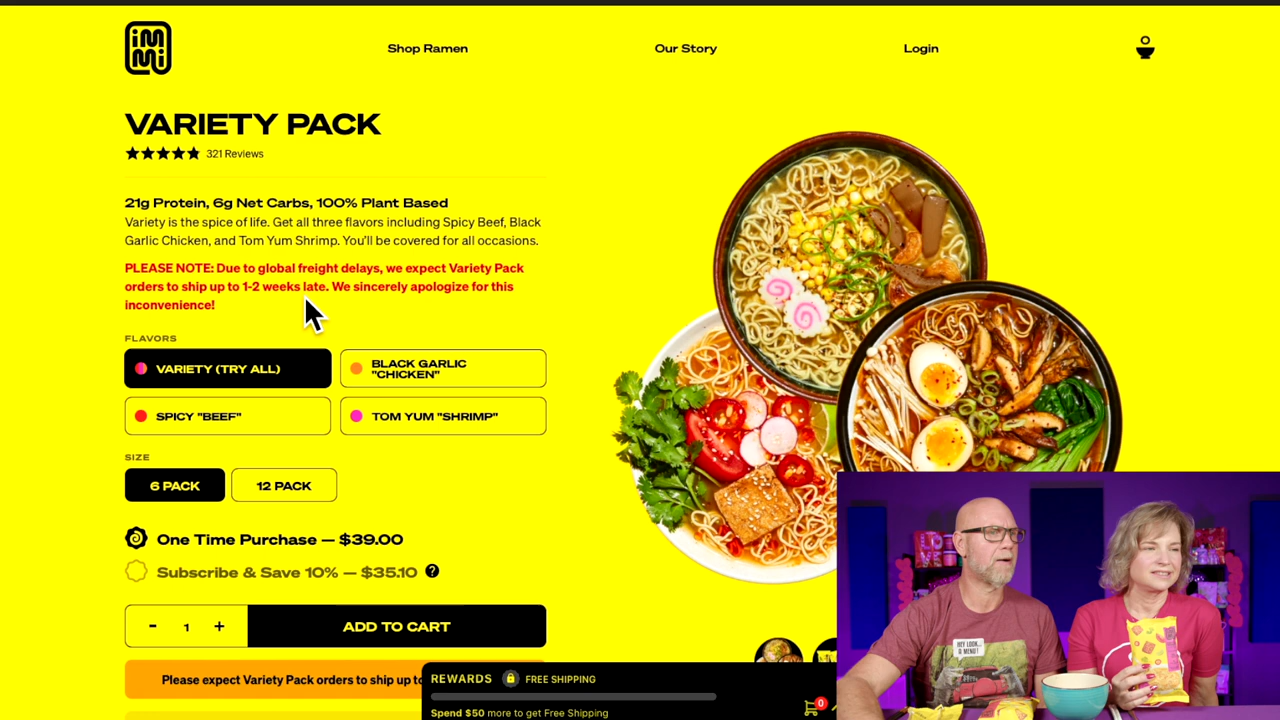 iMMi
Shop Ramen
Our Story
Login
VARIETY PACK
321 Reviews
21g Protein, 6g Net Carbs, 100% Plant Based
Variety is the spice of life. Get all three flavors including Spicy Beef, Black
Garlic Chicken, and Tom Yum Shrimp. You'll be covered for all occasions.
PLEASE NOTE: Due to global freight delays, we expect Variety Pack
orders to ship up to 1-2 weeks late. We sincerely apologize for this
inconvenience!
FLAVORS
VARIETY (TRY ALL)
BLACK GARLIC
"CHICKEN"
SPICY "BEEF"
TOM YUM "SHRIMP"
SIZE
6 PACK
12 PACK
One Time Purchase — $39.00
Subscribe & Save 10% — $35.10 ?
- 1 +
ADD TO CART
Please expect Variety Pack orders to ship up to
REWARDS
FREE SHIPPING
Spend $50 more to get Free Shipping
0
HEY LOOK...
A MENU!